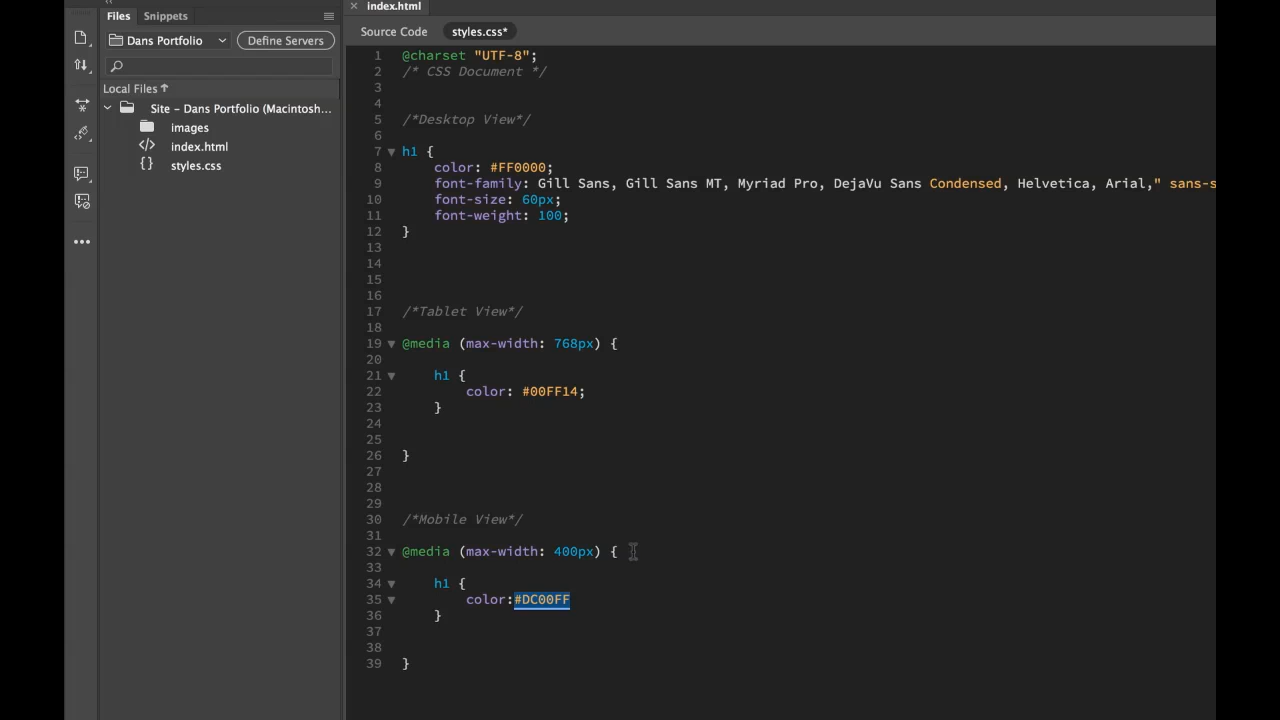 Files Snippets
Dans Portfolio Define Servers
Local Files
Site – Dans Portfolio (Macintosh...
images
index.html
styles.css
index.html
Source Code styles.css*
1 @charset "UTF-8";
2 /* CSS Document */
3
4
5 /*Desktop View*/
6
7 h1 {
8 color: #FF0000;
9 font-family: Gill Sans, Gill Sans MT, Myriad Pro, DejaVu Sans Condensed, Helvetica, Arial," sans-s
10 font-size: 60px;
11 font-weight: 100;
12 }
13
14
15
16
17 /*Tablet View*/
18
19 @media (max-width: 768px) {
20
21 h1 {
22 color: #00FF14;
23 }
24
25
26 }
27
28
29
30 /*Mobile View*/
31
32 @media (max-width: 400px) {
33
34 h1 {
35 color:#DC00FF
36 }
37
38
39 }